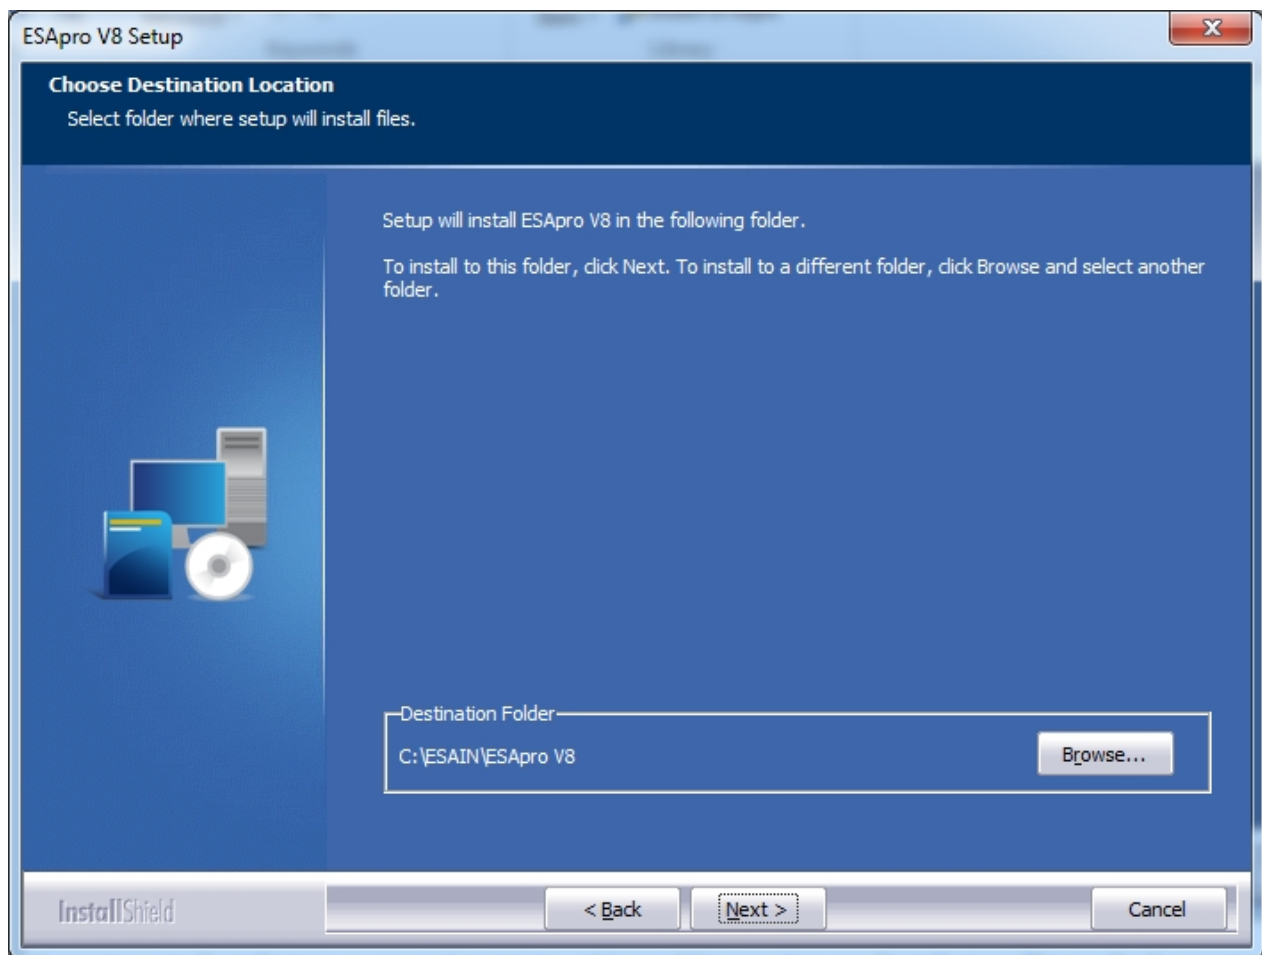 ESApro V8 Setup
Choose Destination Location
Select folder where setup will install files.
Setup will install ESApro V8 in the following folder.
To install to this folder, click Next. To install to a different folder, click Browse and select another
folder.
Destination Folder
C:\ESAIN\ESApro V8
Browse...
InstallShield
< Back
Next >
Cancel